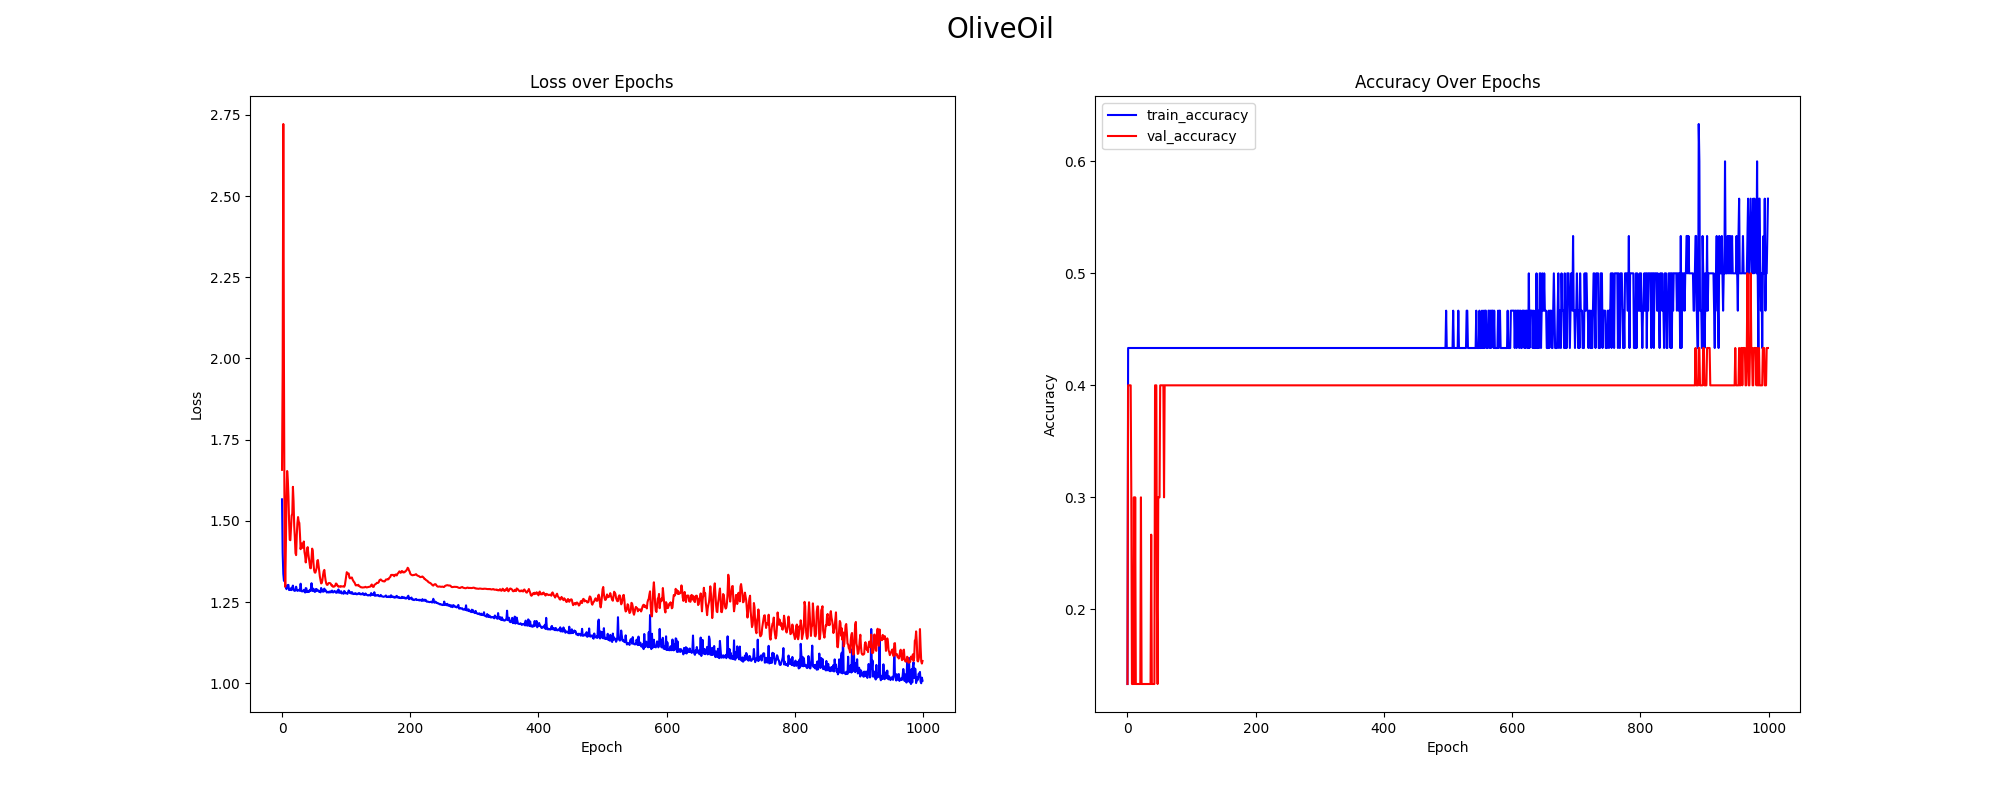 OliveOil
Loss over Epochs
2.75
2.50
2.25
2.00
1.75
1.50
1.25
1.00
Loss
0
200
400
600
800
1000
Epoch
Accuracy Over Epochs
train_accuracy
val_accuracy
0.6
0.5
0.4
0.3
0.2
Accuracy
0
200
400
600
800
1000
Epoch